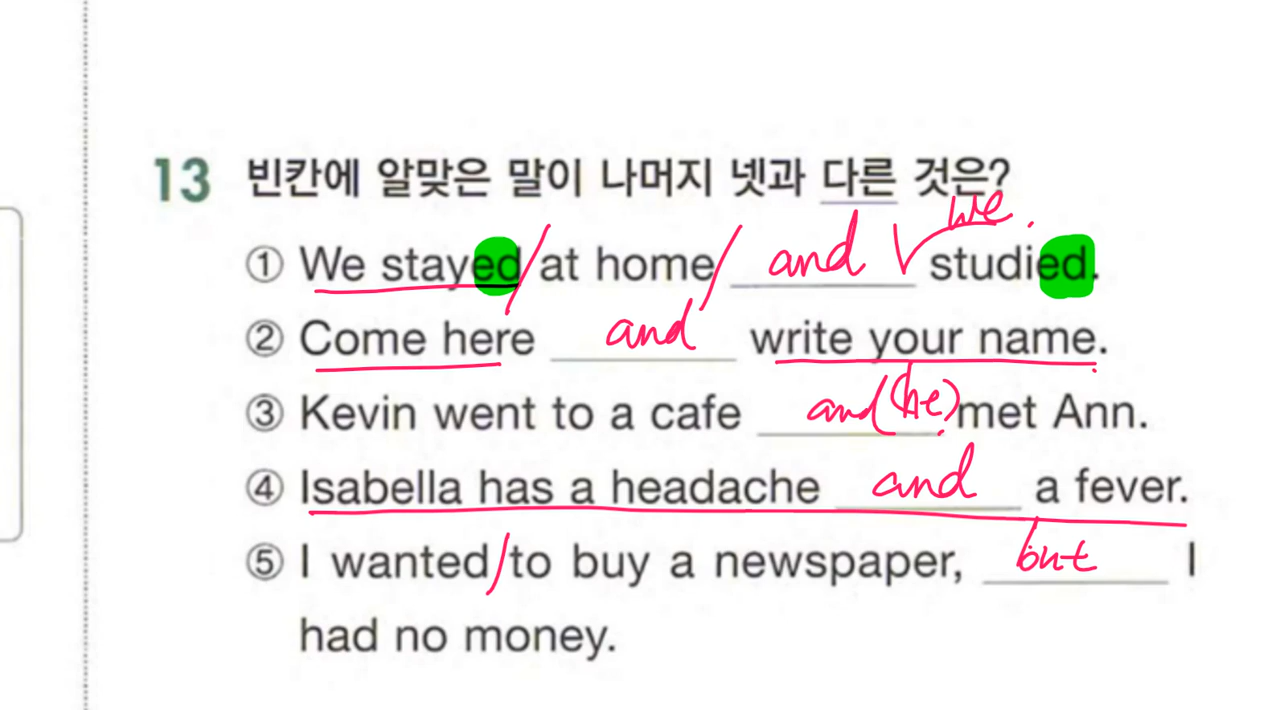 13 빈칸에 알맞은 말이 나머지 넷과 다른 것은?
we.
① We stayed / at home / and ∨ studied.
② Come here and write your name.
③ Kevin went to a cafe and (he) met Ann.
④ Isabella has a headache and a fever.
⑤ I wanted / to buy a newspaper, but I
had no money.